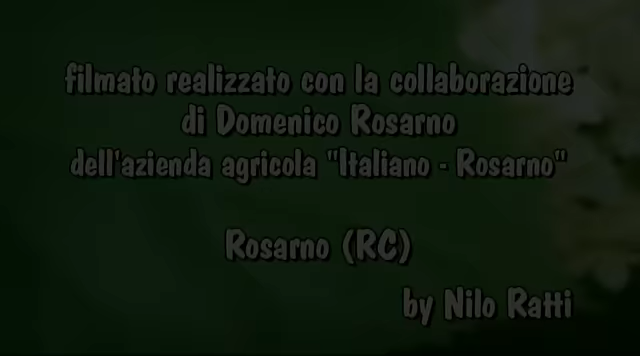 filmato realizzato con la collaborazione
di Domenico Rosarno
dell'azienda agricola "Italiano - Rosarno"
Rosarno (RC)
by Nilo Ratti